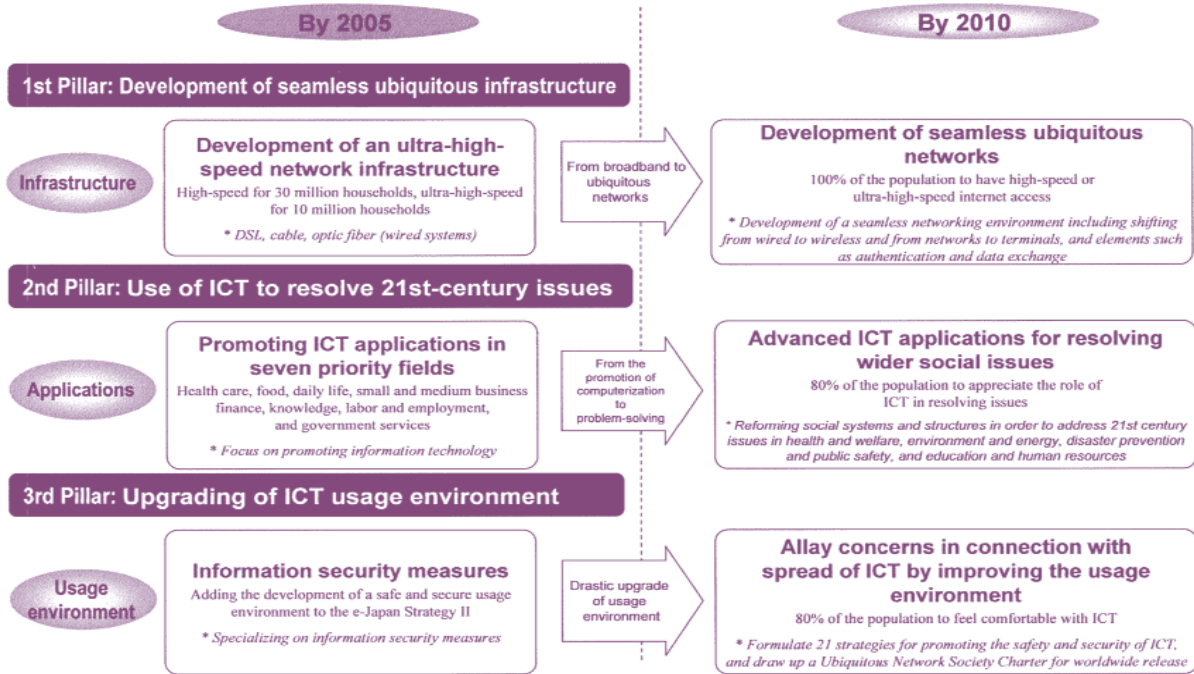 By 2005
By 2010
1st Pillar: Development of seamless ubiquitous infrastructure
Infrastructure
Development of an ultra-high-
speed network infrastructure
High-speed for 30 million households, ultra-high-speed
for 10 million households
* DSL, cable, optic fiber (wired systems)
From broadband to
ubiquitous
networks
Development of seamless ubiquitous
networks
100% of the population to have high-speed or
ultra-high-speed internet access
* Development of a seamless networking environment including shifting
from wired to wireless and from networks to terminals, and elements such
as authentication and data exchange
2nd Pillar: Use of ICT to resolve 21st-century issues
Applications
Promoting ICT applications in
seven priority fields
Health care, food, daily life, small and medium business
finance, knowledge, labor and employment,
and government services
* Focus on promoting information technology
From the
promotion of
computerization
to
problem-solving
Advanced ICT applications for resolving
wider social issues
80% of the population to appreciate the role of
ICT in resolving issues
* Reforming social systems and structures in order to address 21st century
issues in health and welfare, environment and energy, disaster prevention
and public safety, and education and human resources
3rd Pillar: Upgrading of ICT usage environment
Usage
environment
Information security measures
Adding the development of a safe and secure usage
environment to the e-Japan Strategy II
* Specializing on information security measures
Drastic upgrade
of usage
environment
Allay concerns in connection with
spread of ICT by improving the usage
environment
80% of the population to feel comfortable with ICT
* Formulate 21 strategies for promoting the safety and security of ICT,
and draw up a Ubiquitous Network Society Charter for worldwide release